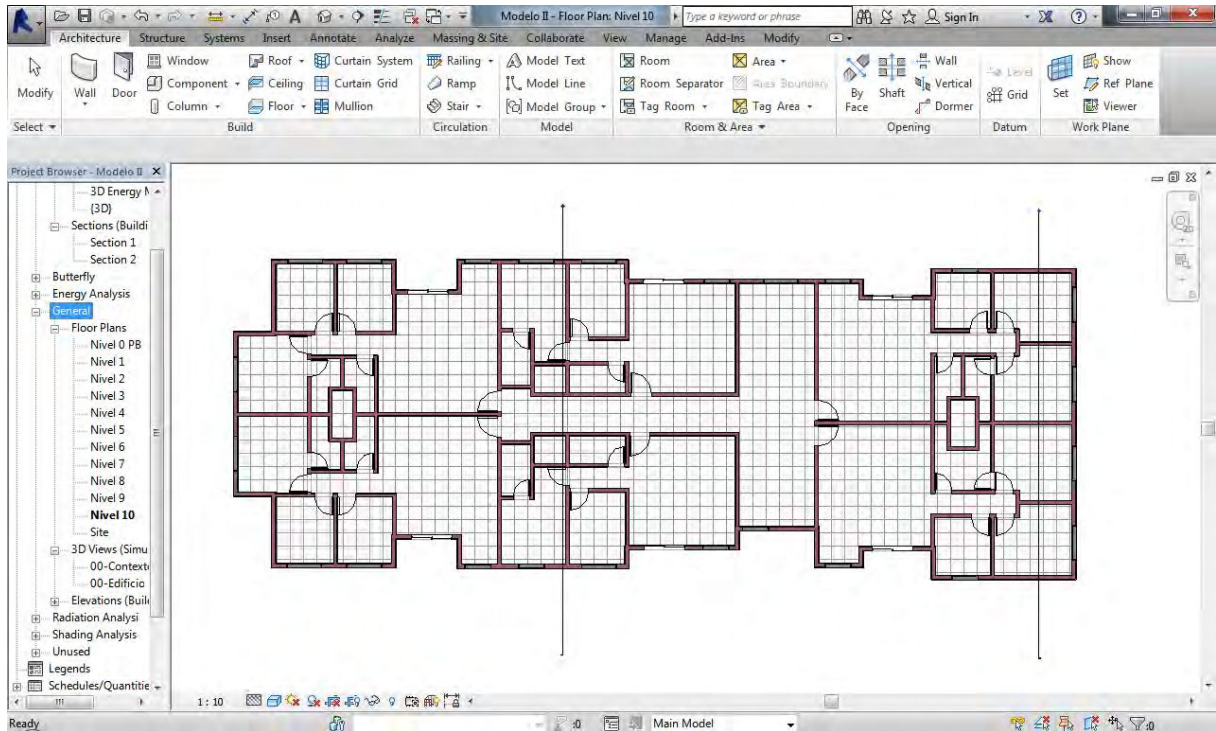 Modelo II - Floor Plan: Nivel 10
Type a keyword or phrase
Sign In
Architecture Structure Systems Insert Annotate Analyze Massing & Site Collaborate View Manage Add-Ins Modify
Modify
Wall
Door
Window
Component
Column
Roof
Ceiling
Floor
Curtain System
Curtain Grid
Mullion
Railing
Ramp
Stair
Model Text
Model Line
Model Group
Room
Room Separator
Tag Room
Area
Area Boundary
Tag Area
By Face
Shaft
Wall
Vertical
Dormer
Level
Grid
Set
Show
Ref Plane
Viewer
Select Build Circulation Model Room & Area Opening Datum Work Plane
Project Browser - Modelo II
3D Energy M
{3D}
Sections (Buildi
Section 1
Section 2
Butterfly
Energy Analysis
General
Floor Plans
Nivel 0 PB
Nivel 1
Nivel 2
Nivel 3
Nivel 4
Nivel 5
Nivel 6
Nivel 7
Nivel 8
Nivel 9
Nivel 10
Site
3D Views (Simu
00-Context
00-Edificio
Elevations (Buil
Radiation Analysi
Shading Analysis
Unused
Legends
Schedules/Quantitie
1 : 10
Ready
:0
Main Model
:0